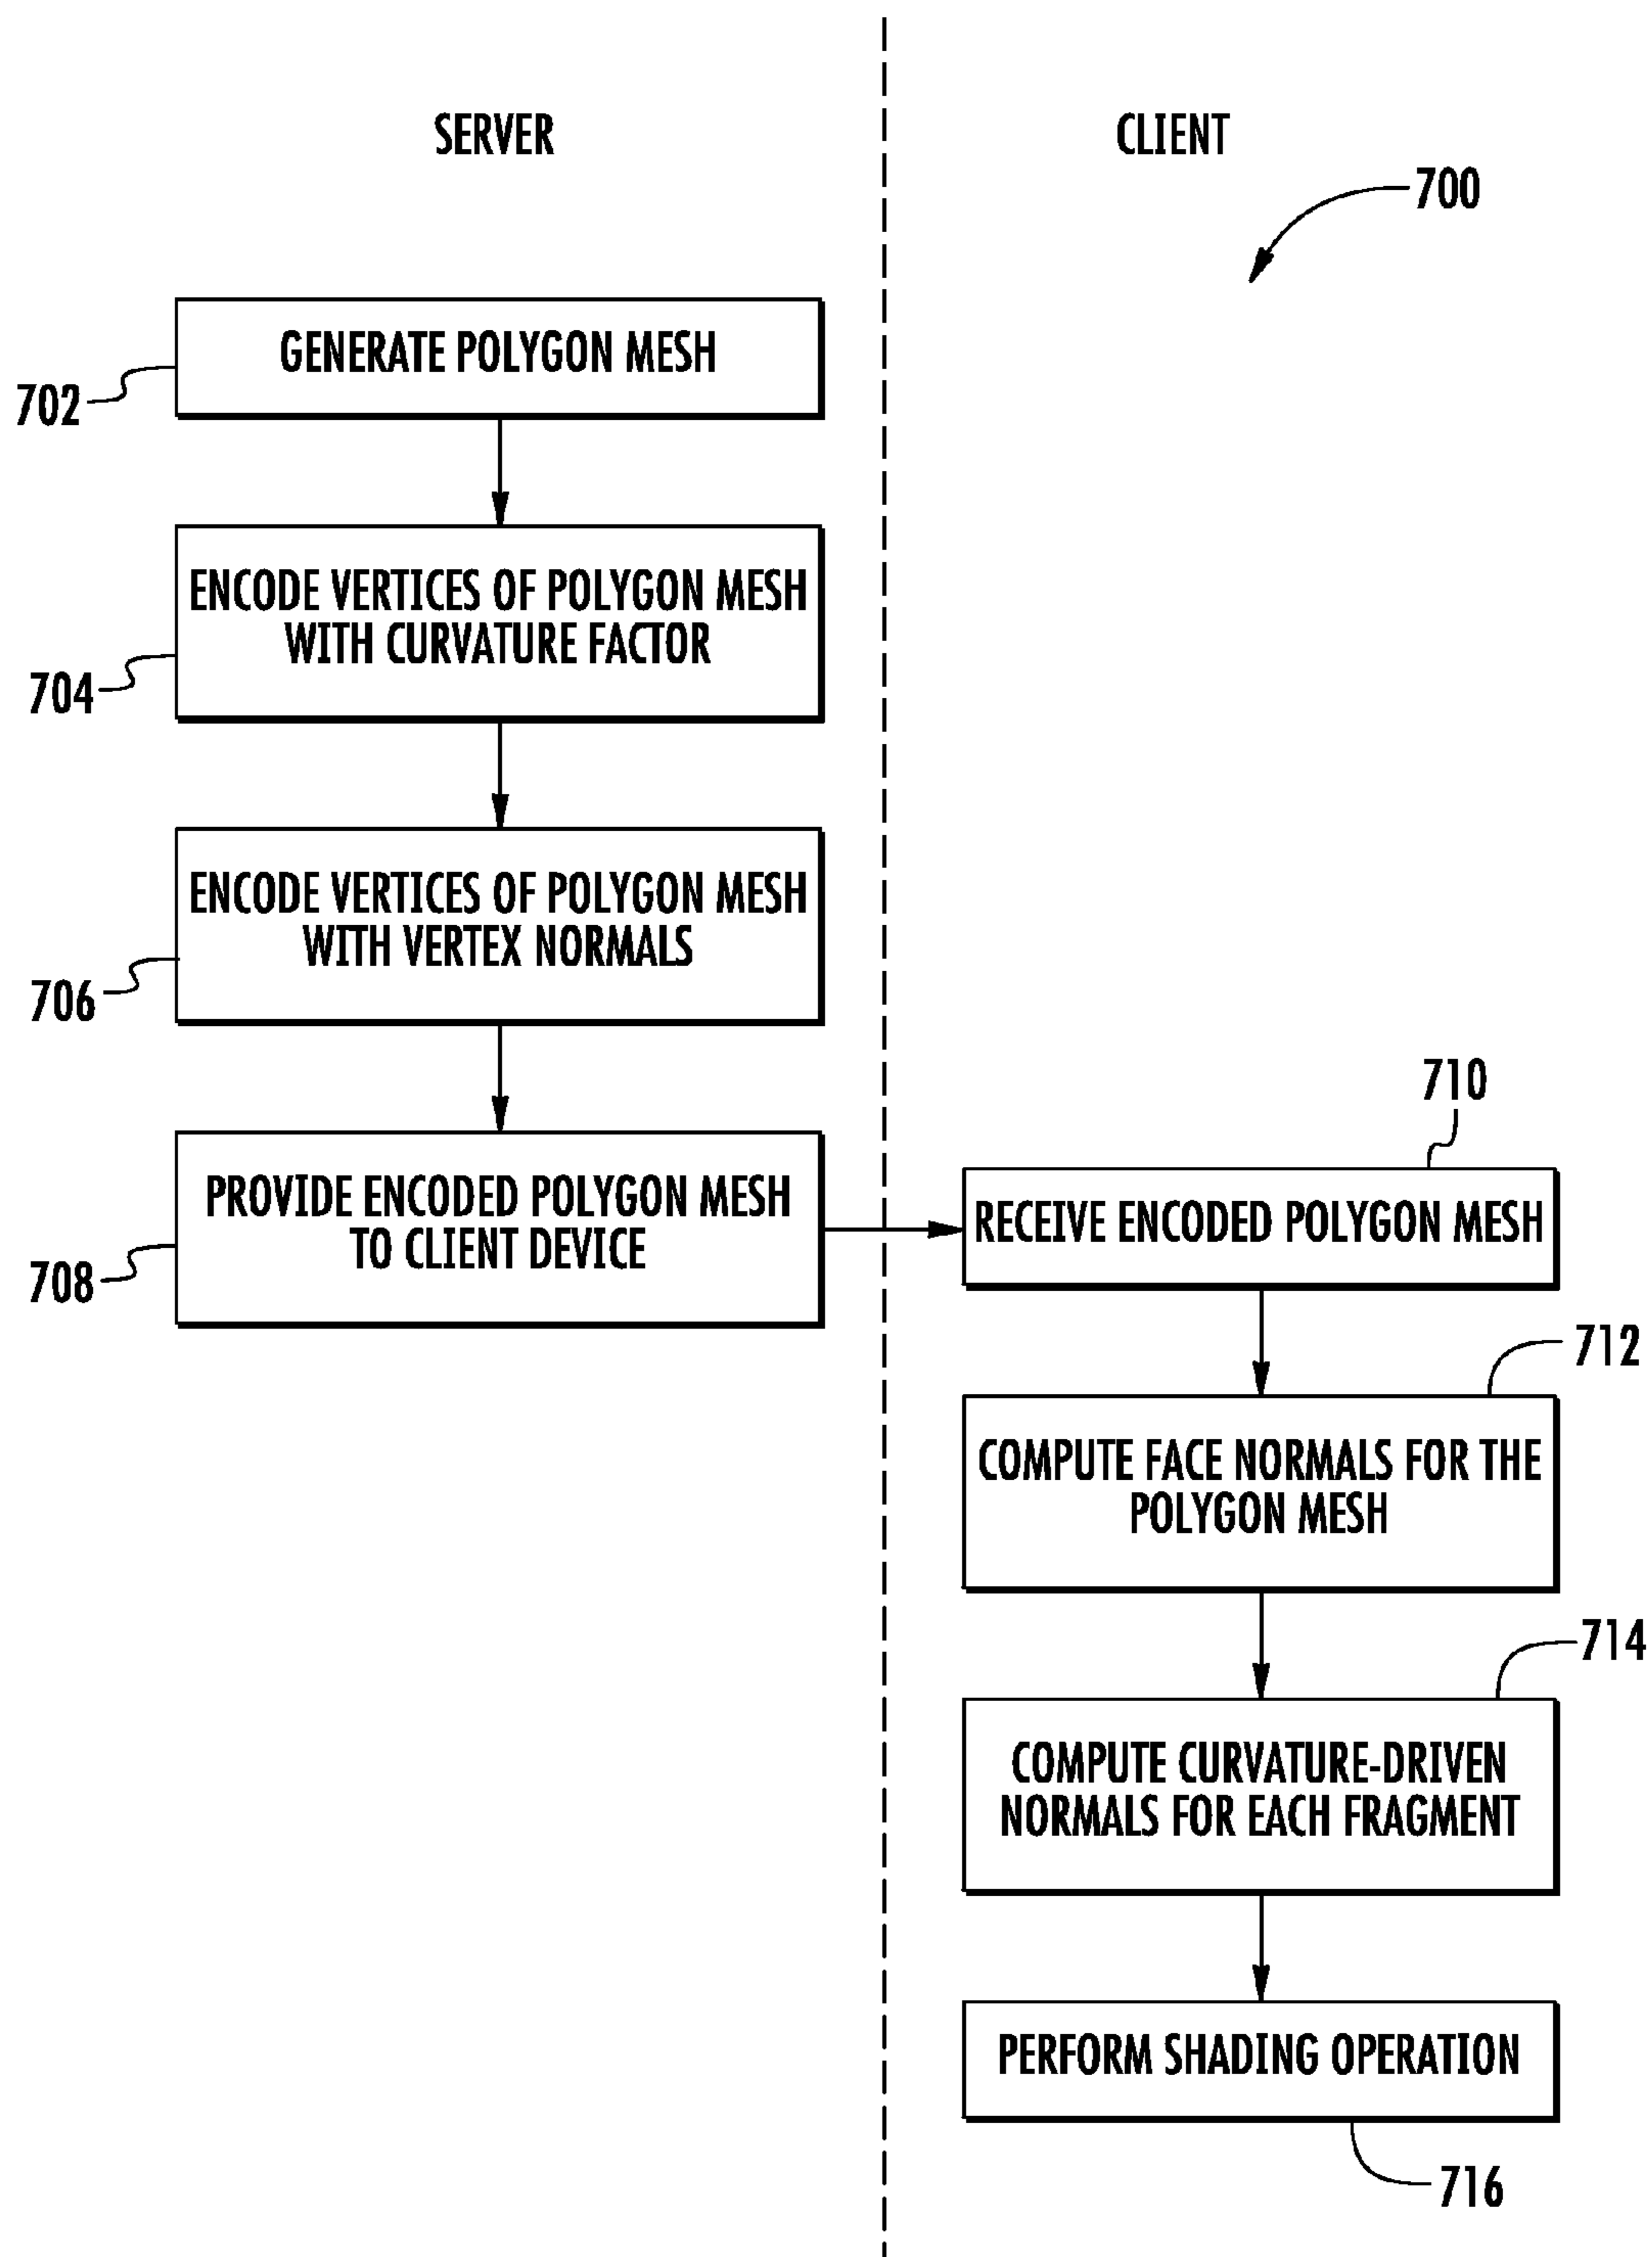 SERVER
CLIENT
700
GENERATE POLYGON MESH
702
ENCODE VERTICES OF POLYGON MESH
WITH CURVATURE FACTOR
704
ENCODE VERTICES OF POLYGON MESH
WITH VERTEX NORMALS
706
PROVIDE ENCODED POLYGON MESH
TO CLIENT DEVICE
708
710
RECEIVE ENCODED POLYGON MESH
712
COMPUTE FACE NORMALS FOR THE
POLYGON MESH
714
COMPUTE CURVATURE-DRIVEN
NORMALS FOR EACH FRAGMENT
PERFORM SHADING OPERATION
716